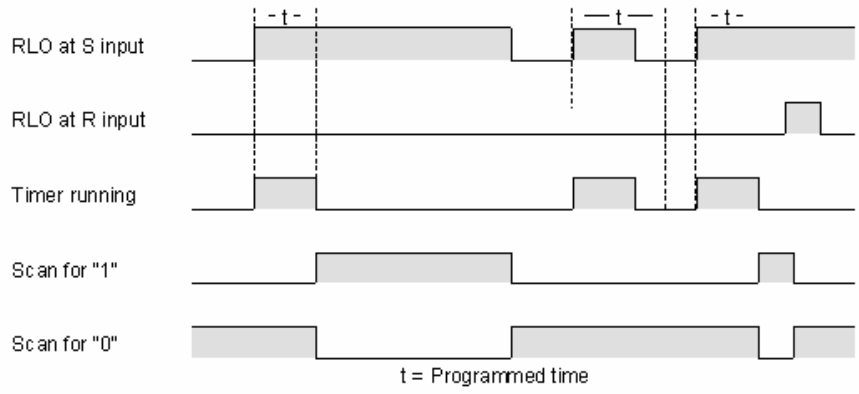 - t -
— t —
- t -
RLO at S input
RLO at R input
Timer running
Scan for "1"
Scan for "0"
t = Programmed time